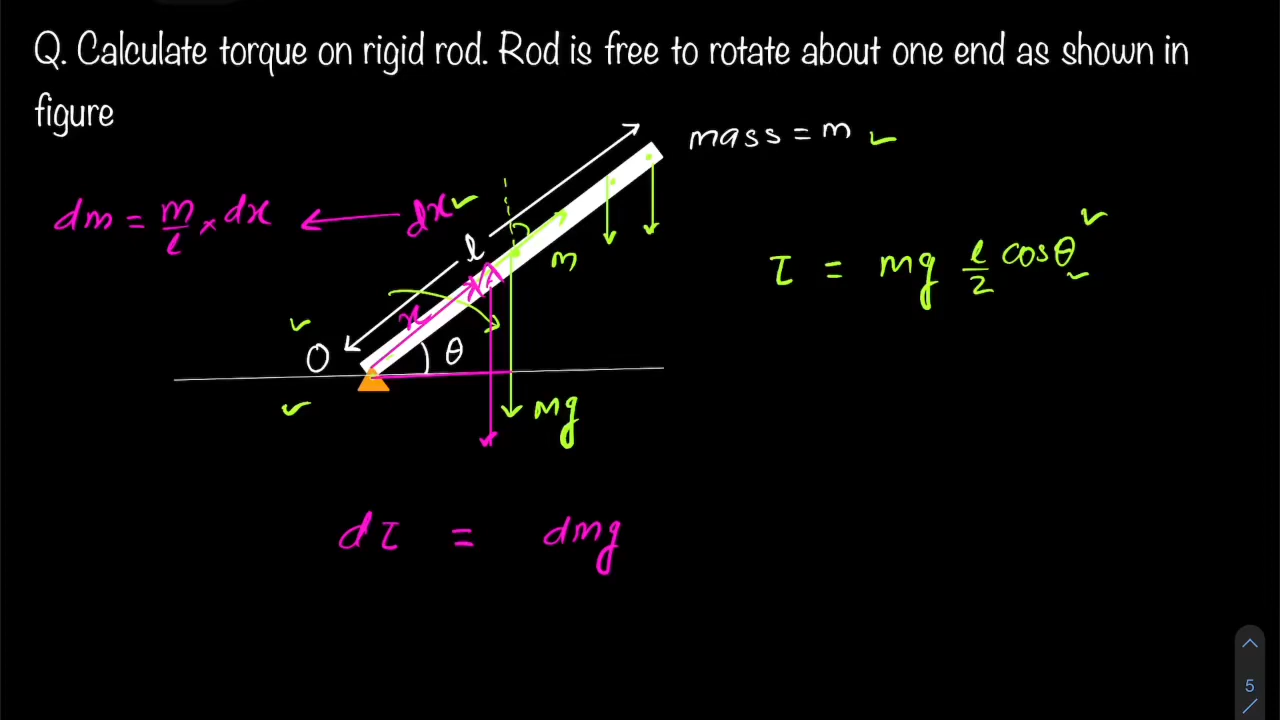 Q. Calculate torque on rigid rod. Rod is free to rotate about one end as shown in
figure
mass = m
dm = m/l × dx
dx
l
m
τ = mg l/2 cosθ
x
O
θ
mg
dτ = dmg
5